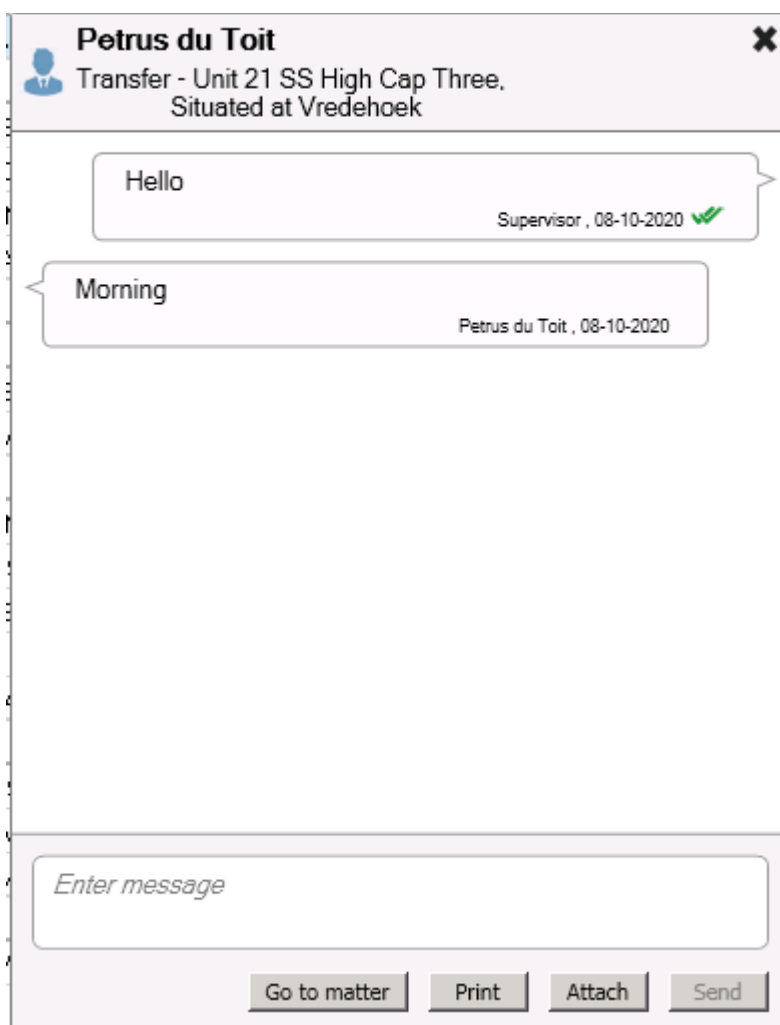 Petrus du Toit
Transfer - Unit 21 SS High Cap Three,
Situated at Vredehoek
Hello
Supervisor , 08-10-2020
Morning
Petrus du Toit , 08-10-2020
Enter message
Go to matter Print Attach Send